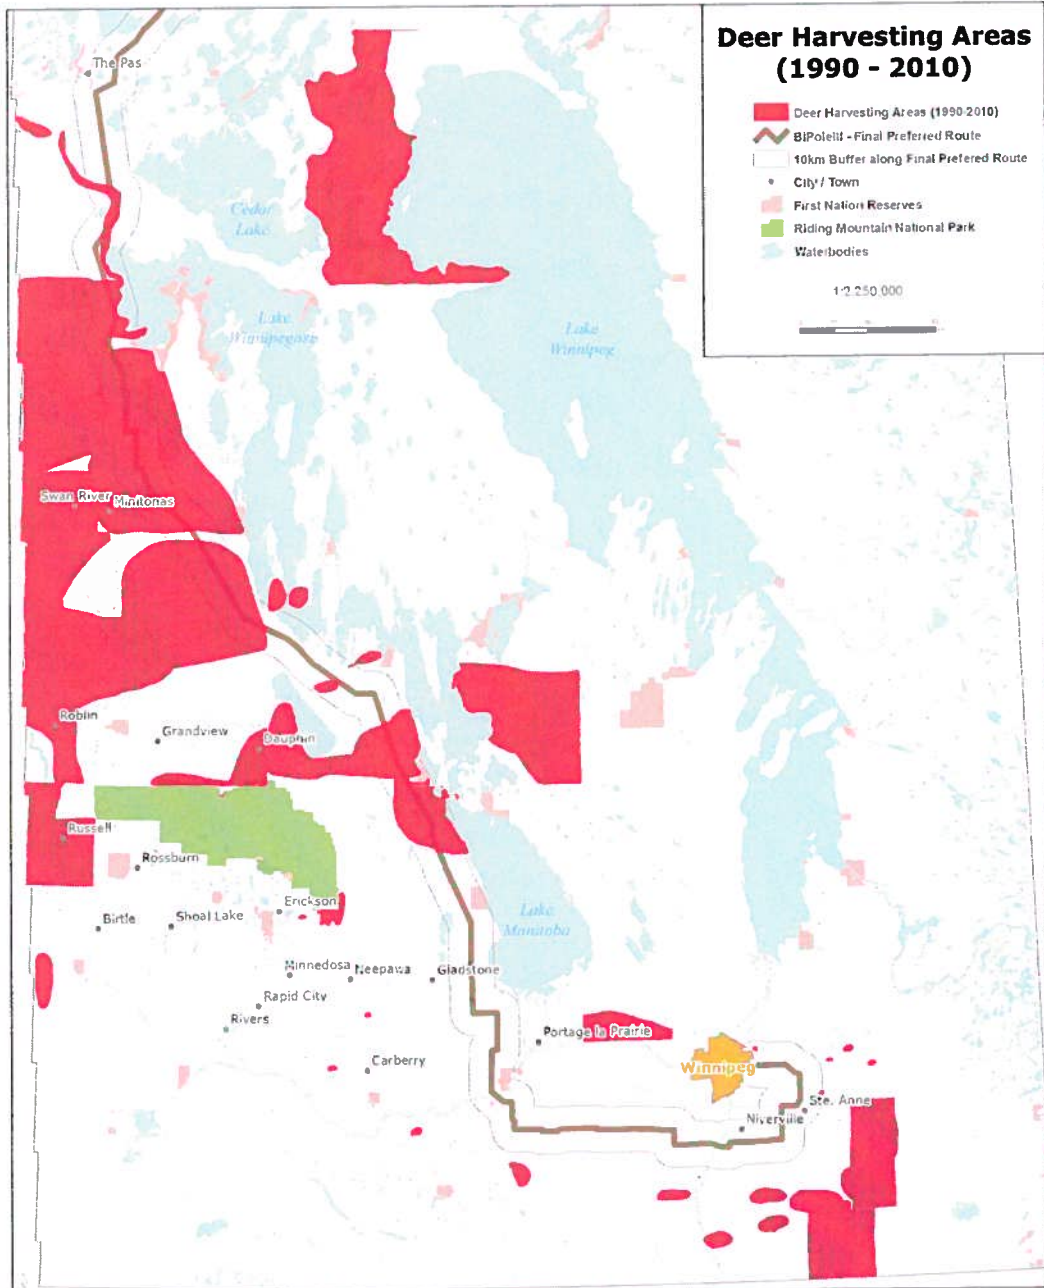 Deer Harvesting Areas
(1990 - 2010)
Deer Harvesting Areas (1990-2010)
BiPoleIII - Final Preferred Route
10km Buffer along Final Prefered Route
City / Town
First Nation Reserves
Riding Mountain National Park
Waterbodies
1:2,250,000
The Pas
Cedar
Lake
Lake
Winnipegosis
Lake
Winnipeg
Swan River
Minitonas
Roblin
Grandview
Dauphin
Russell
Rossburn
Erickson
Birtle
Shoal Lake
Lake
Manitoba
Minnedosa
Neepawa
Gladstone
Rapid City
Rivers
Portage la Prairie
Carberry
Winnipeg
Ste. Anne
Niverville